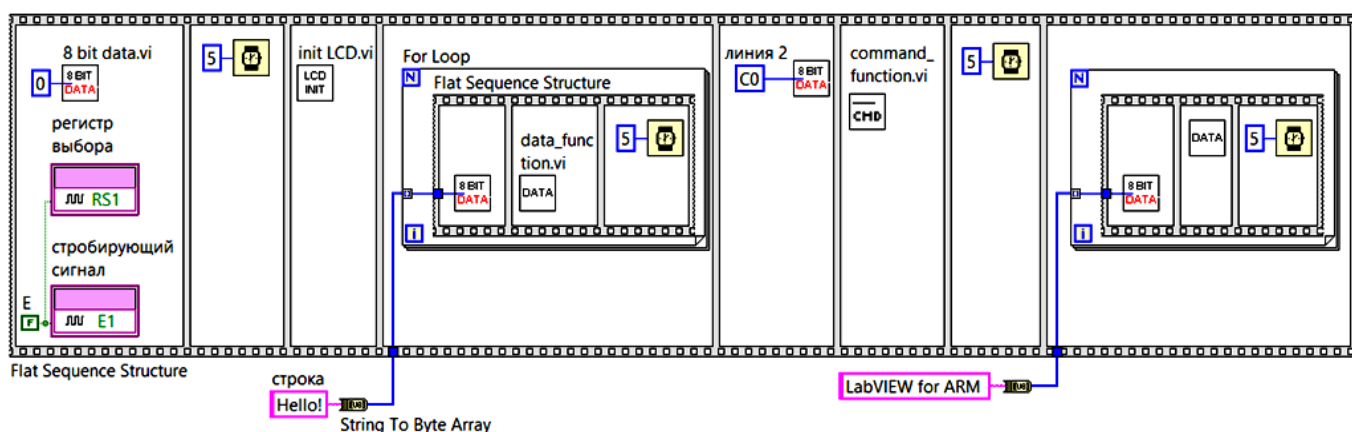 8 bit data.vi
0
8 BIT
DATA
регистр
выбора
RS1
стробирующий
сигнал
E
F
E1
5
init LCD.vi
LCD
INIT
For Loop
N
Flat Sequence Structure
8 BIT
DATA
data_func
tion.vi
DATA
5
i
линия 2
C0
8 BIT
DATA
command_
function.vi
CMD
5
N
8 BIT
DATA
DATA
5
i
Flat Sequence Structure
строка
Hello!
[U8]
String To Byte Array
LabVIEW for ARM
[U8]